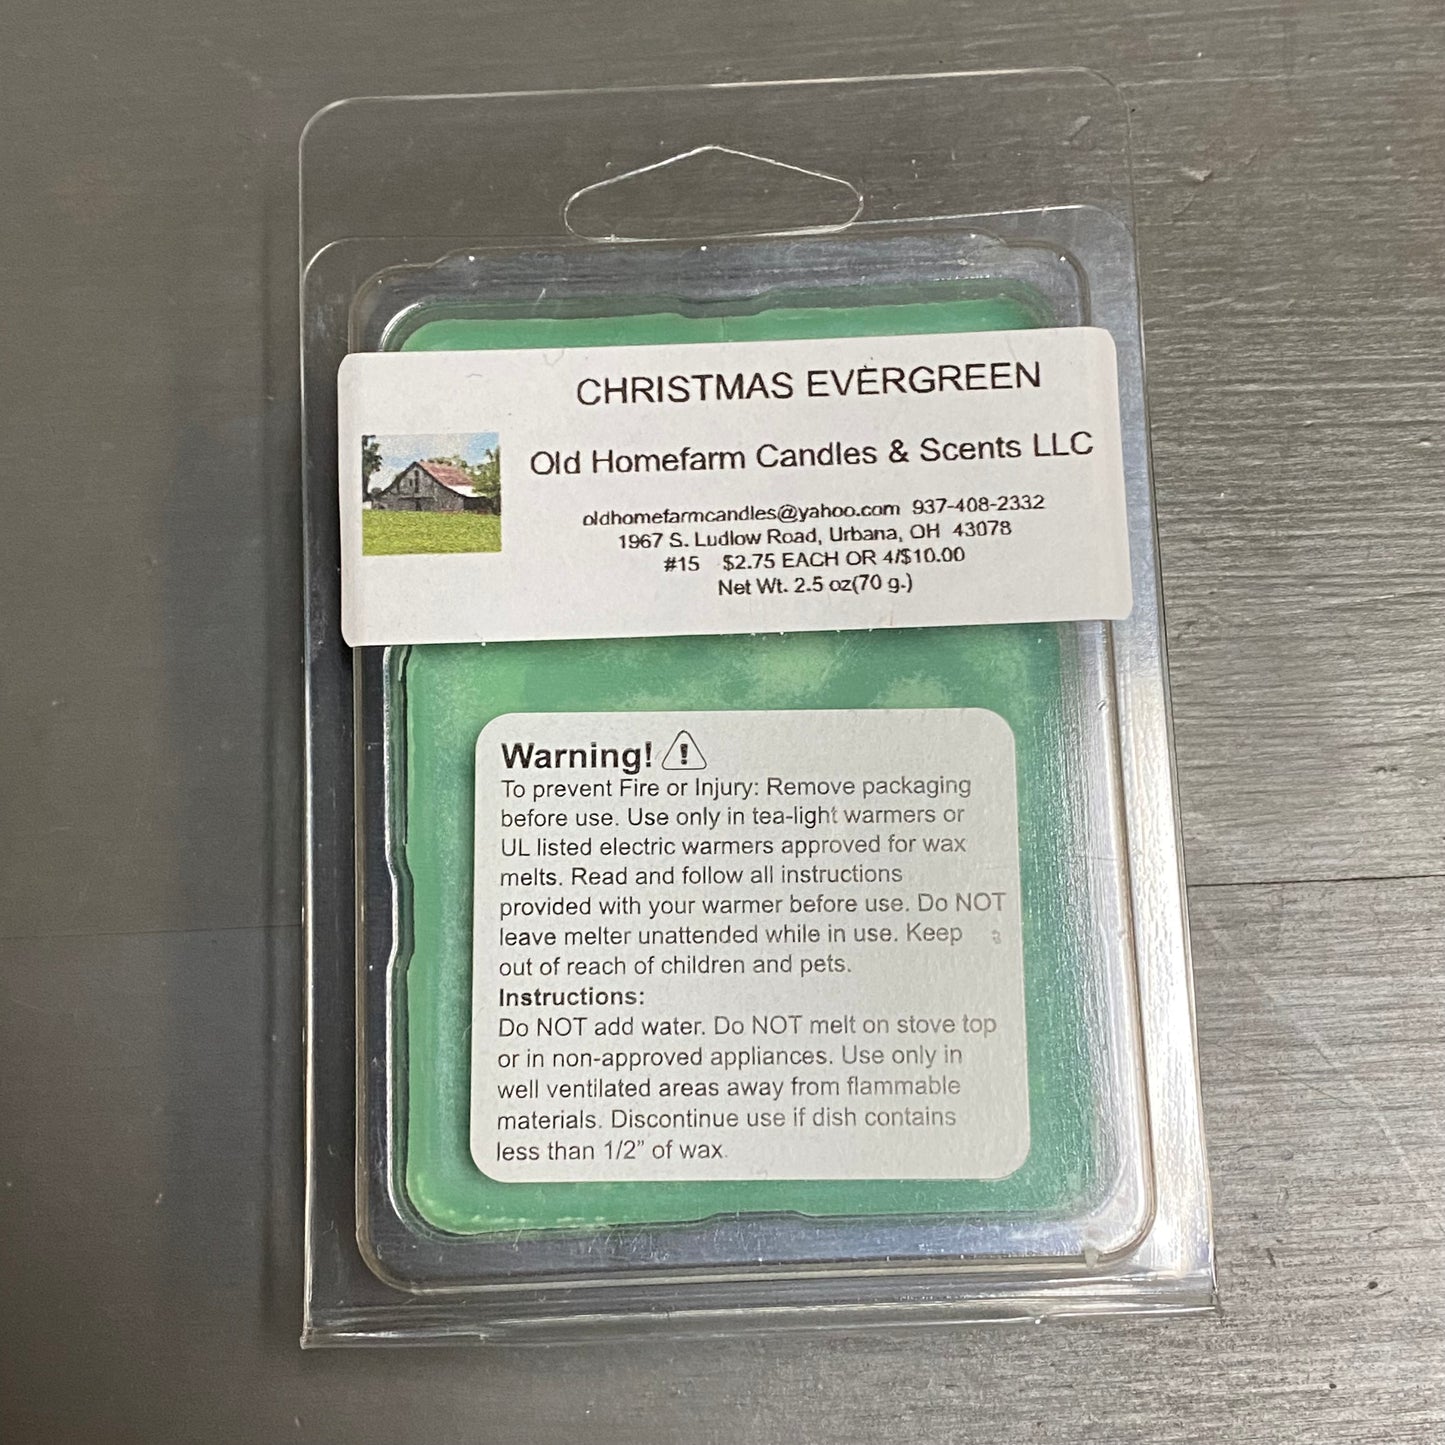 CHRISTMAS EVERGREEN
Old Homefarm Candles & Scents LLC
oldhomefarmcandles@yahoo.com 937-408-2332
1967 S. Ludlow Road, Urbana, OH 43078
#15 $2.75 EACH OR 4/$10.00
Net Wt. 2.5 oz(70 g.)
Warning! !
To prevent Fire or Injury: Remove packaging
before use. Use only in tea-light warmers or
UL listed electric warmers approved for wax
melts. Read and follow all instructions
provided with your warmer before use. Do NOT
leave melter unattended while in use. Keep
out of reach of children and pets.
Instructions:
Do NOT add water. Do NOT melt on stove top
or in non-approved appliances. Use only in
well ventilated areas away from flammable
materials. Discontinue use if dish contains
less than 1/2” of wax.